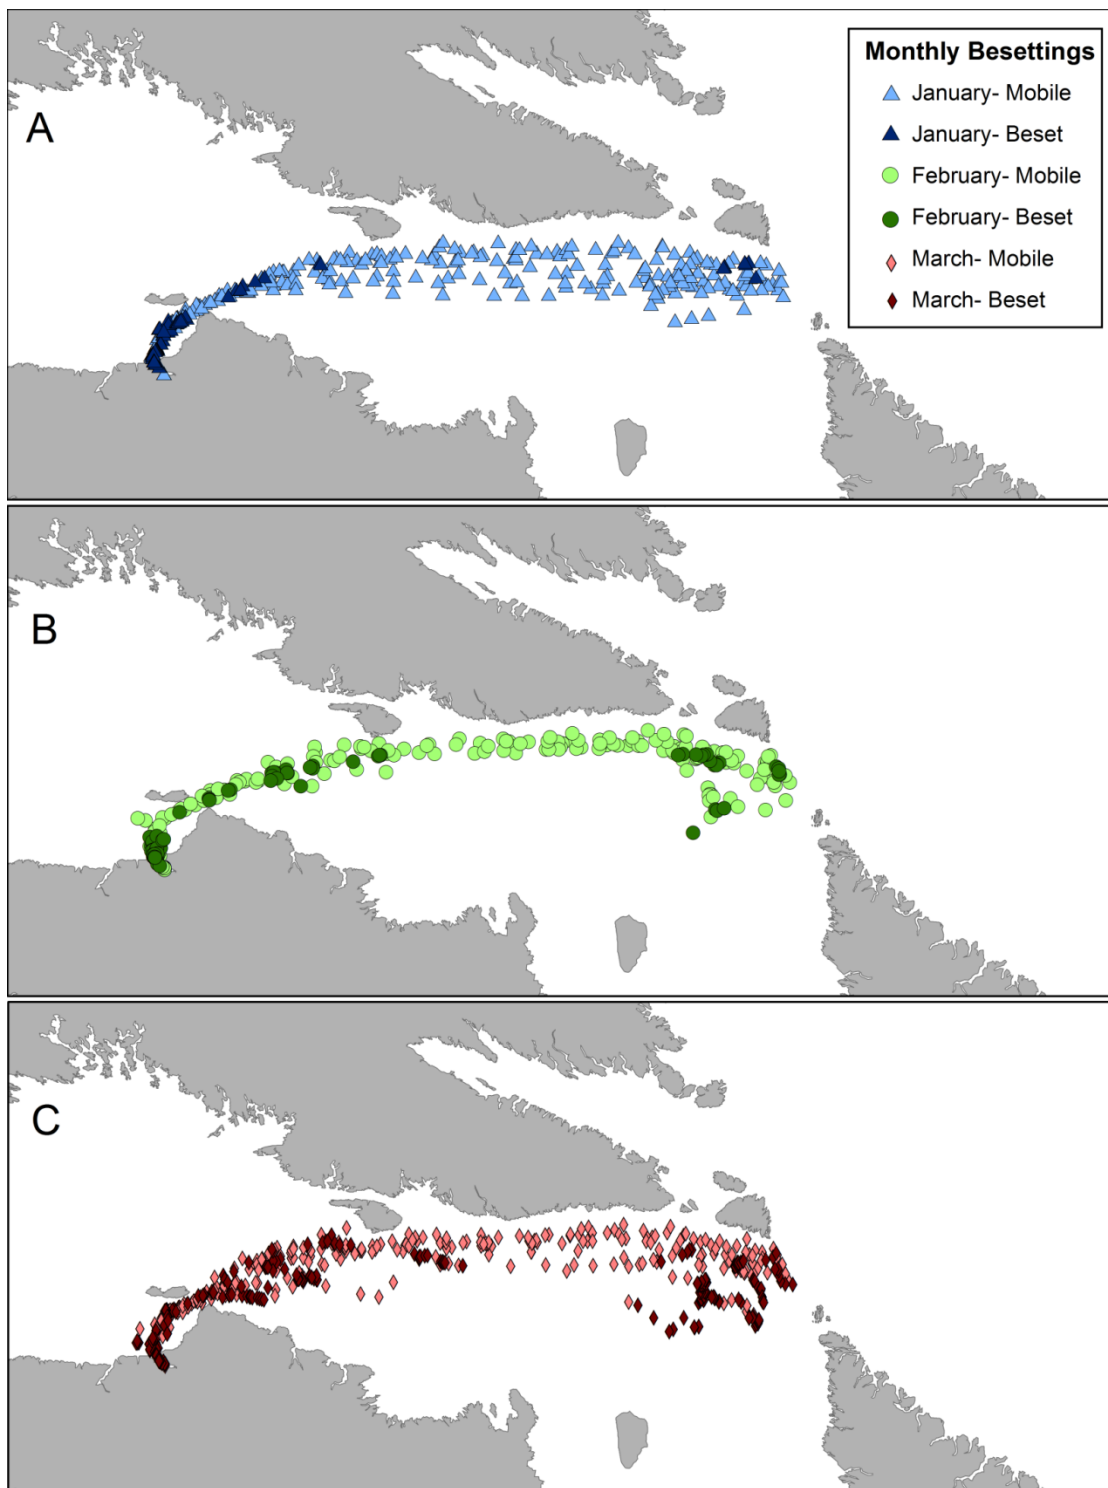 A
Monthly Besettings
January- Mobile
January- Beset
February- Mobile
February- Beset
March- Mobile
March- Beset
B
C